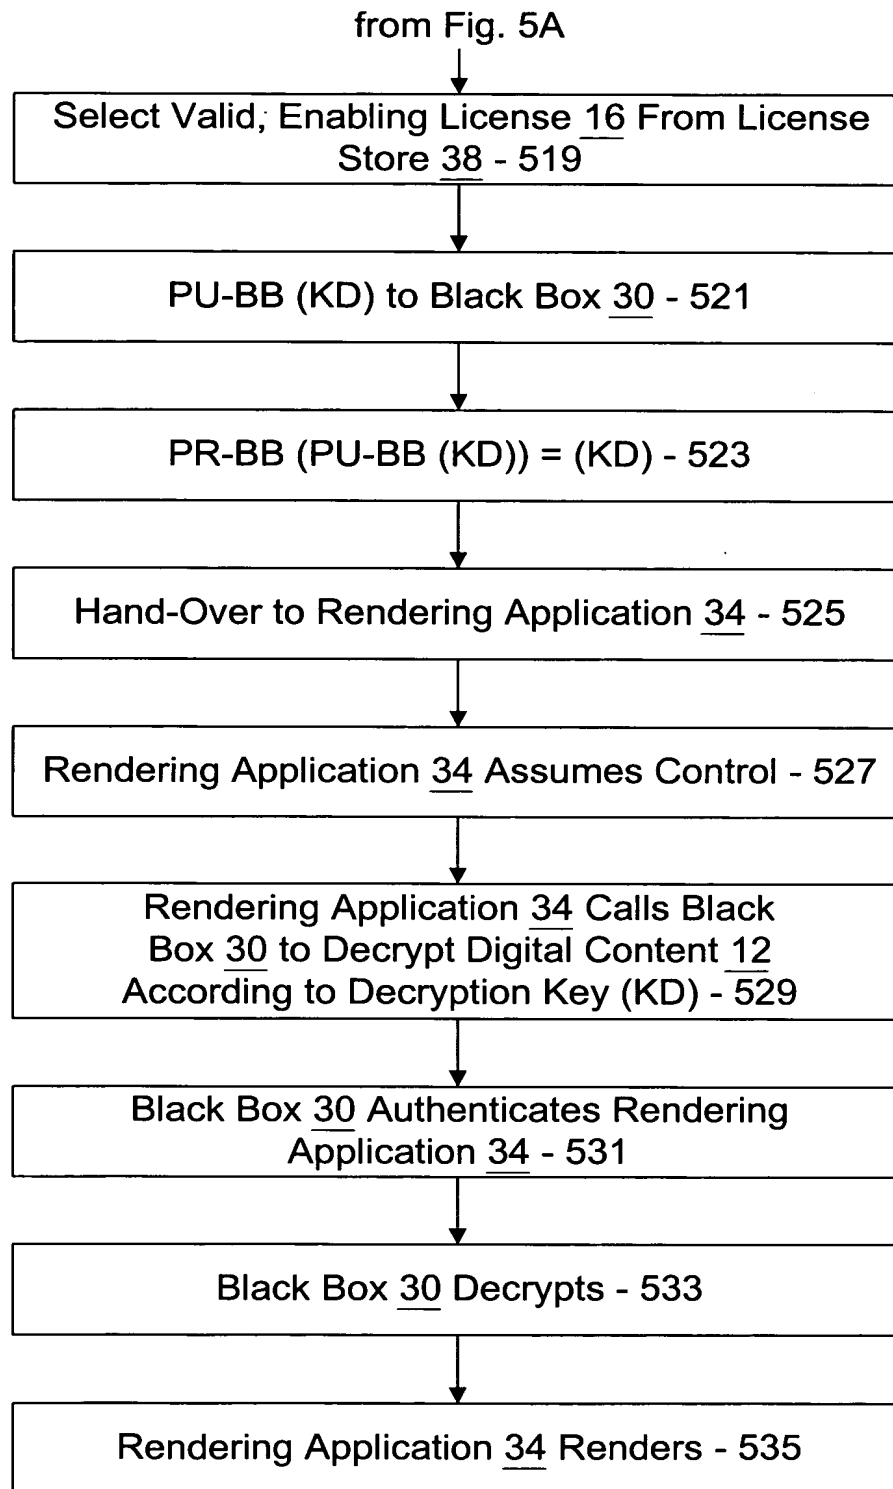 from Fig. 5A
Select Valid, Enabling License 16 From License
Store 38 - 519
PU-BB (KD) to Black Box 30 - 521
PR-BB (PU-BB (KD)) = (KD) - 523
Hand-Over to Rendering Application 34 - 525
Rendering Application 34 Assumes Control - 527
Rendering Application 34 Calls Black
Box 30 to Decrypt Digital Content 12
According to Decryption Key (KD) - 529
Black Box 30 Authenticates Rendering
Application 34 - 531
Black Box 30 Decrypts - 533
Rendering Application 34 Renders - 535